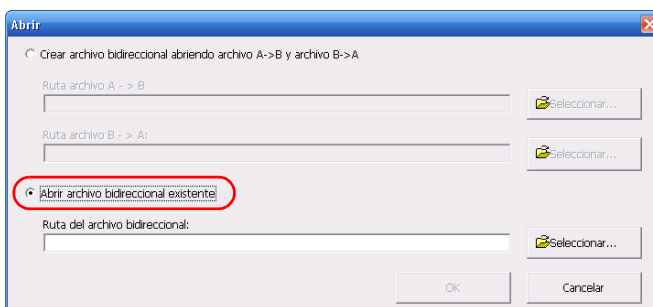 Abrir
Crear archivo bidireccional abriendo archivo A->B y archivo B->A
Ruta archivo A - > B
Seleccionar...
Ruta archivo B - > A:
Seleccionar...
Abrir archivo bidireccional existente
Ruta del archivo bidireccional:
Seleccionar...
OK
Cancelar